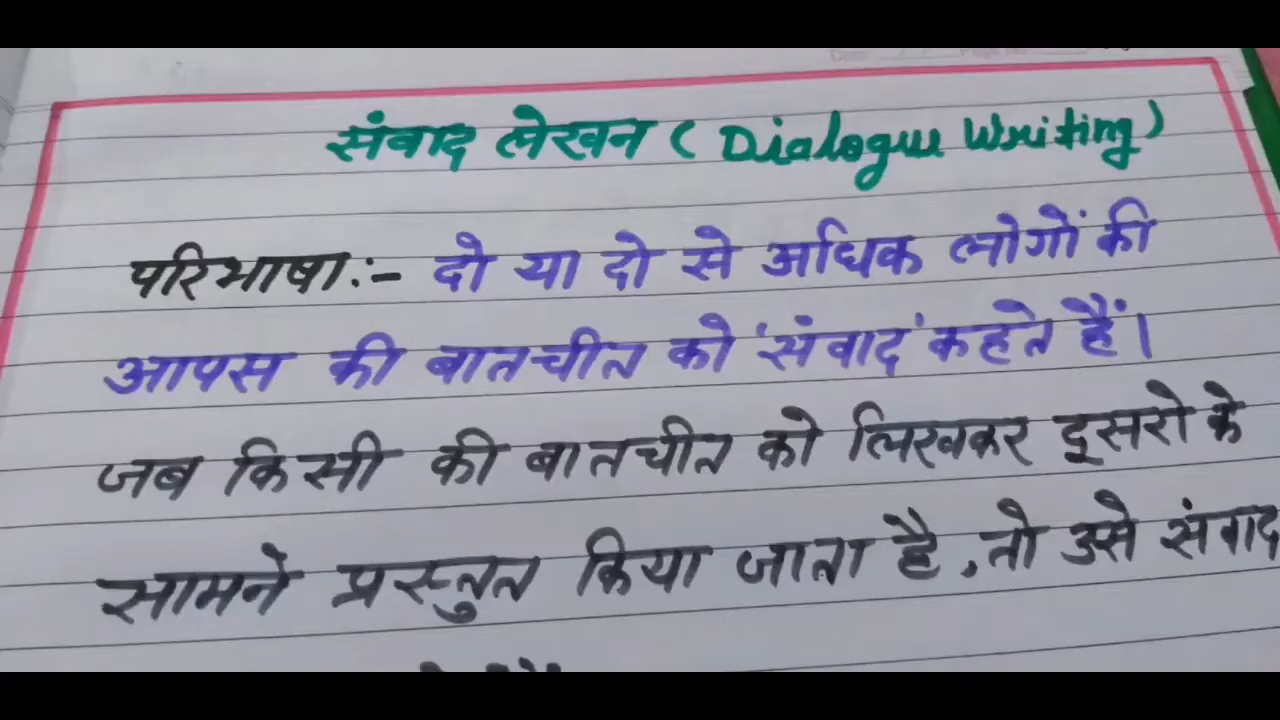 संवाद लेखन ( Dialogue Writing )
परिभाषा:- दो या दो से अधिक लोगों की
आपस की बातचीत को 'संवाद' कहते हैं।
जब किसी की बातचीत को लिखकर दूसरो के
सामने प्रस्तुत किया जाता है, तो उसे संवाद